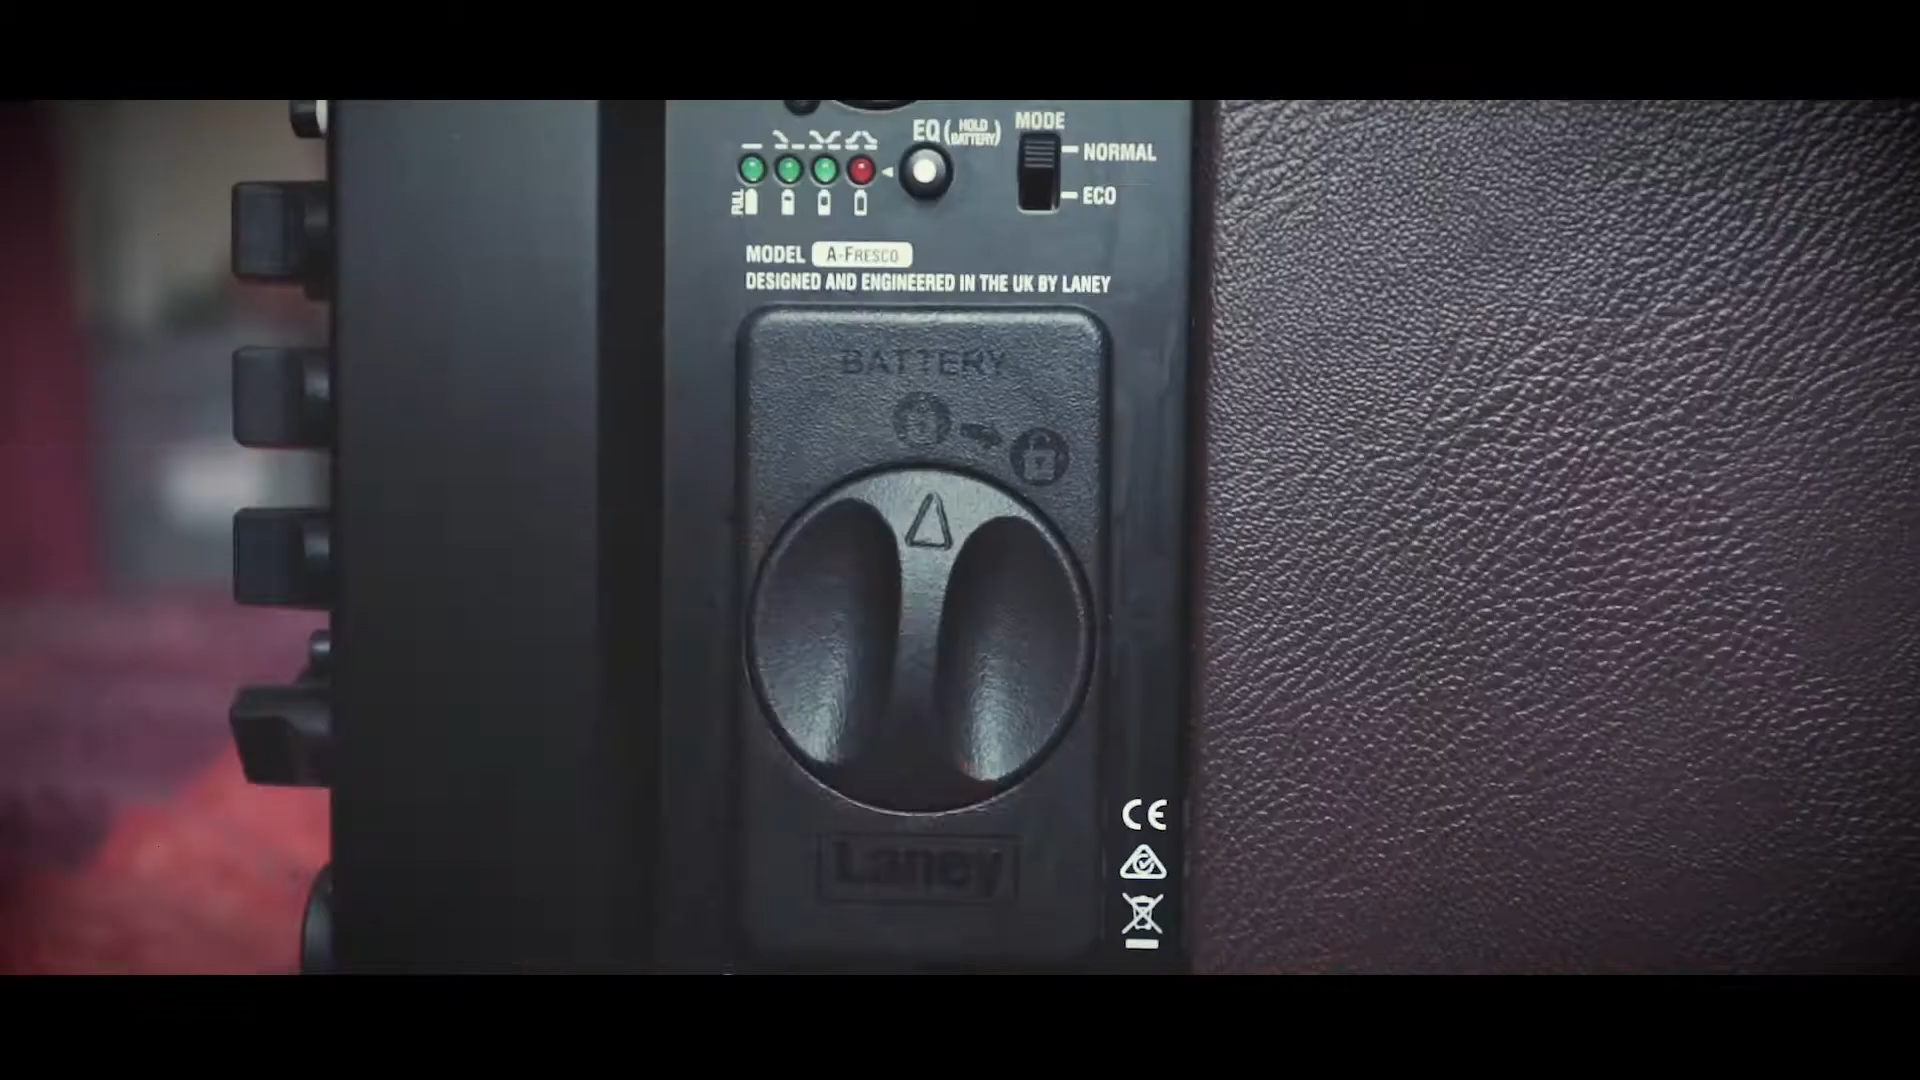 EQ (HOLD BATTERY)
MODE
NORMAL
ECO
FULL
MODEL A-FRESCO
DESIGNED AND ENGINEERED IN THE UK BY LANEY
BATTERY
Laney
CE